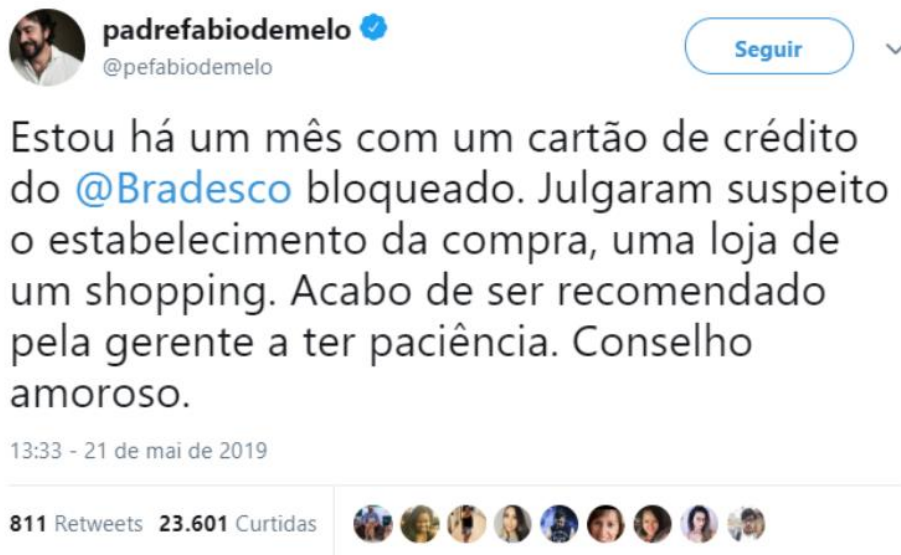 padrefabiodemelo
@pefabiodemelo
Seguir
Estou há um mês com um cartão de crédito
do @Bradesco bloqueado. Julgaram suspeito
o estabelecimento da compra, uma loja de
um shopping. Acabo de ser recomendado
pela gerente a ter paciência. Conselho
amoroso.
13:33 - 21 de mai de 2019
811 Retweets 23.601 Curtidas